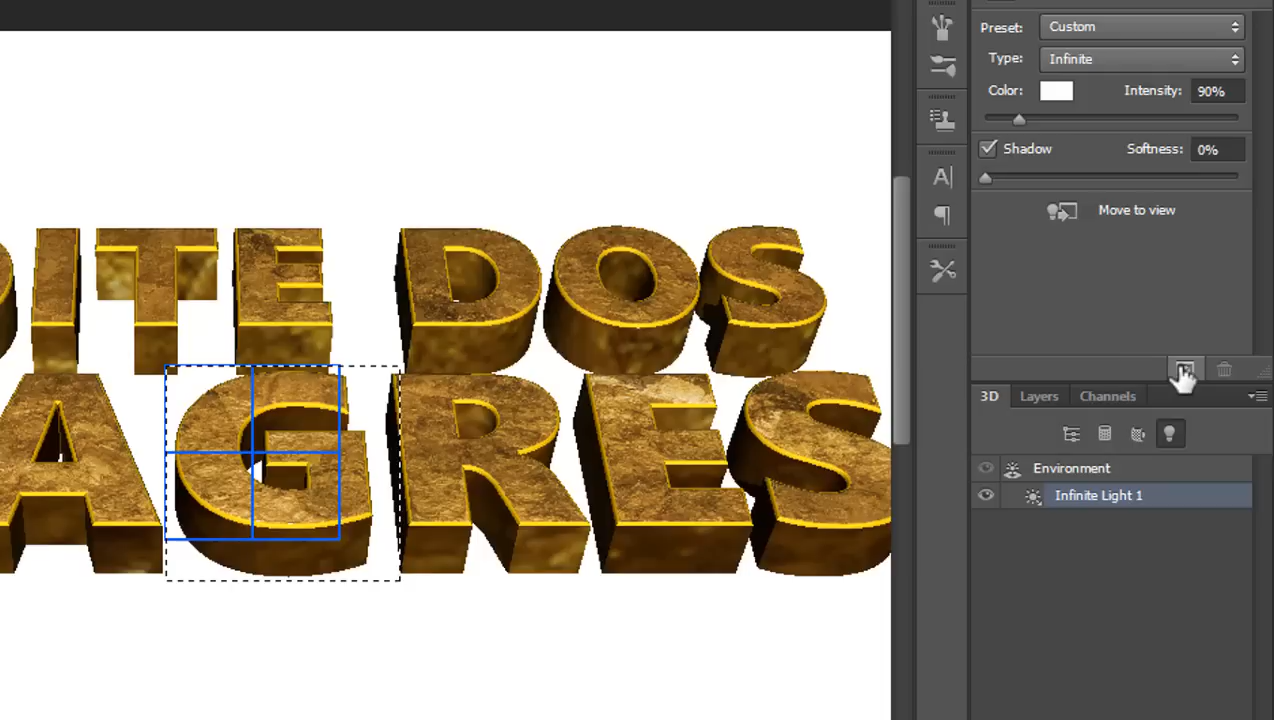 Preset: Custom
Type: Infinite
Color: Intensity: 90%
Shadow Softness: 0%
Move to view
DITE DOS
AGRES
3D Layers Channels
Environment
Infinite Light 1